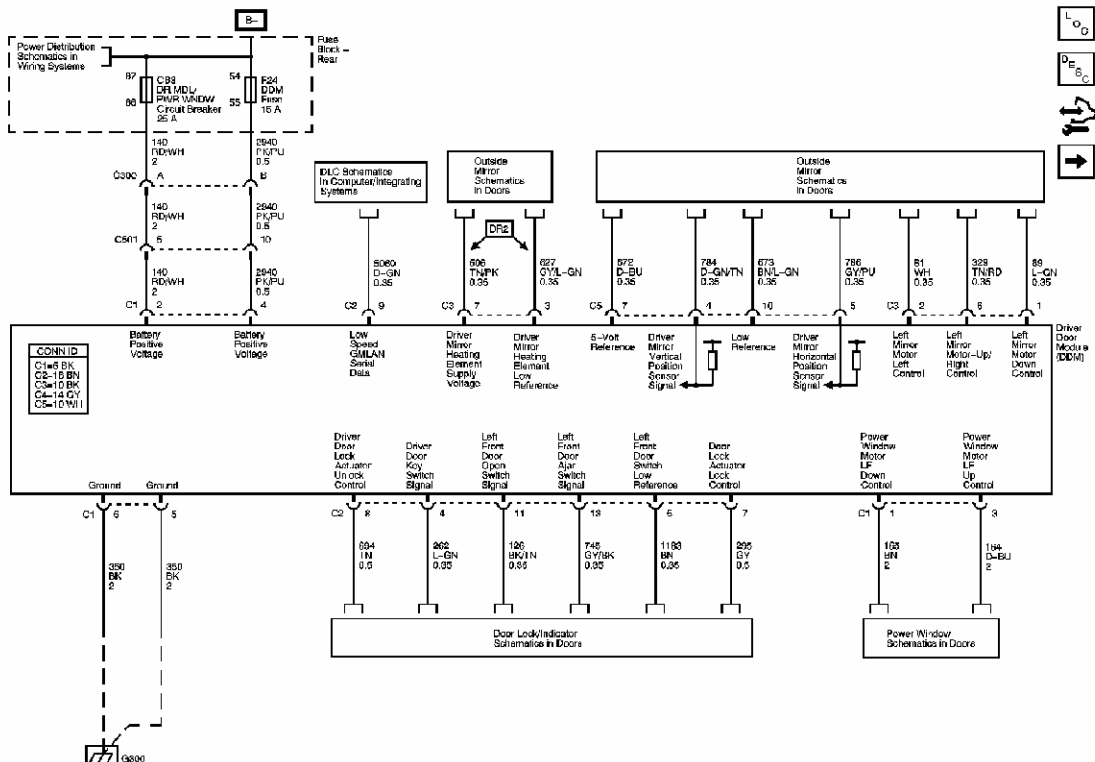 B-
Power Distribution
Schematics in
Wiring Systems
Fuse
Block –
Rear
67
66
CB3
DR MDL/
PWR WNDW
Circuit Breaker
25 A
54
55
F24
DDM
Fuse
15 A
140
RD/WH
2
2940
PK/PU
0.5
C300
A
B
140
RD/WH
2
2940
PK/PU
0.5
C501
5
10
140
RD/WH
2
2940
PK/PU
0.5
C1
2
4
DLC Schematics
In Computer/Integrating
Systems
5060
D-GN
0.35
C2
9
Outside
Mirror
Schematics
In Doors
DR2
606
TN/PK
0.35
627
GY/L-GN
0.35
C3
7
3
Outside
Mirror
Schematics
In Doors
672
D-BU
0.35
784
D-GN/TN
0.35
673
BN/L-GN
0.35
786
GY/PU
0.35
81
WH
0.35
329
TN/RD
0.35
89
L-GN
0.35
C5
7
4
10
5
C3
2
6
1
LOC
DESC
Battery
Positive
Voltage
Battery
Positive
Voltage
Low
Speed
GMLAN
Serial
Data
Driver
Mirror
Heating
Element
Supply
Voltage
Driver
Mirror
Heating
Element
Low
Reference
5-Volt
Reference
Driver
Mirror
Vertical
Position
Sensor
Signal
Low
Reference
Driver
Mirror
Horizontal
Position
Sensor
Signal
Left
Mirror
Motor
Left
Control
Left
Mirror
Motor-Up/
Right
Control
Left
Mirror
Motor
Down
Control
Driver
Door
Module
(DDM)
CONN ID
C1=6 BK
C2=16 BN
C3=10 BK
C4=14 GY
C5=10 WH
Ground
Ground
Driver
Door
Lock
Actuator
Unlock
Control
Driver
Door
Key
Switch
Signal
Left
Front
Door
Open
Switch
Signal
Left
Front
Door
Ajar
Switch
Signal
Left
Front
Door
Switch
Low
Reference
Door
Lock
Actuator
Lock
Control
Power
Window
Motor
LF
Down
Control
Power
Window
Motor
LF
Up
Control
C1
6
5
C2
8
4
11
13
6
7
C1
1
3
350
BK
2
350
BK
2
694
TN
0.5
262
L-GN
0.35
126
BK/TN
0.35
745
GY/BK
0.35
1183
BN
0.35
295
GY
0.5
165
BN
2
164
D-BU
2
Door Lock/Indicator
Schematics in Doors
Power Window
Schematics in Doors
G300